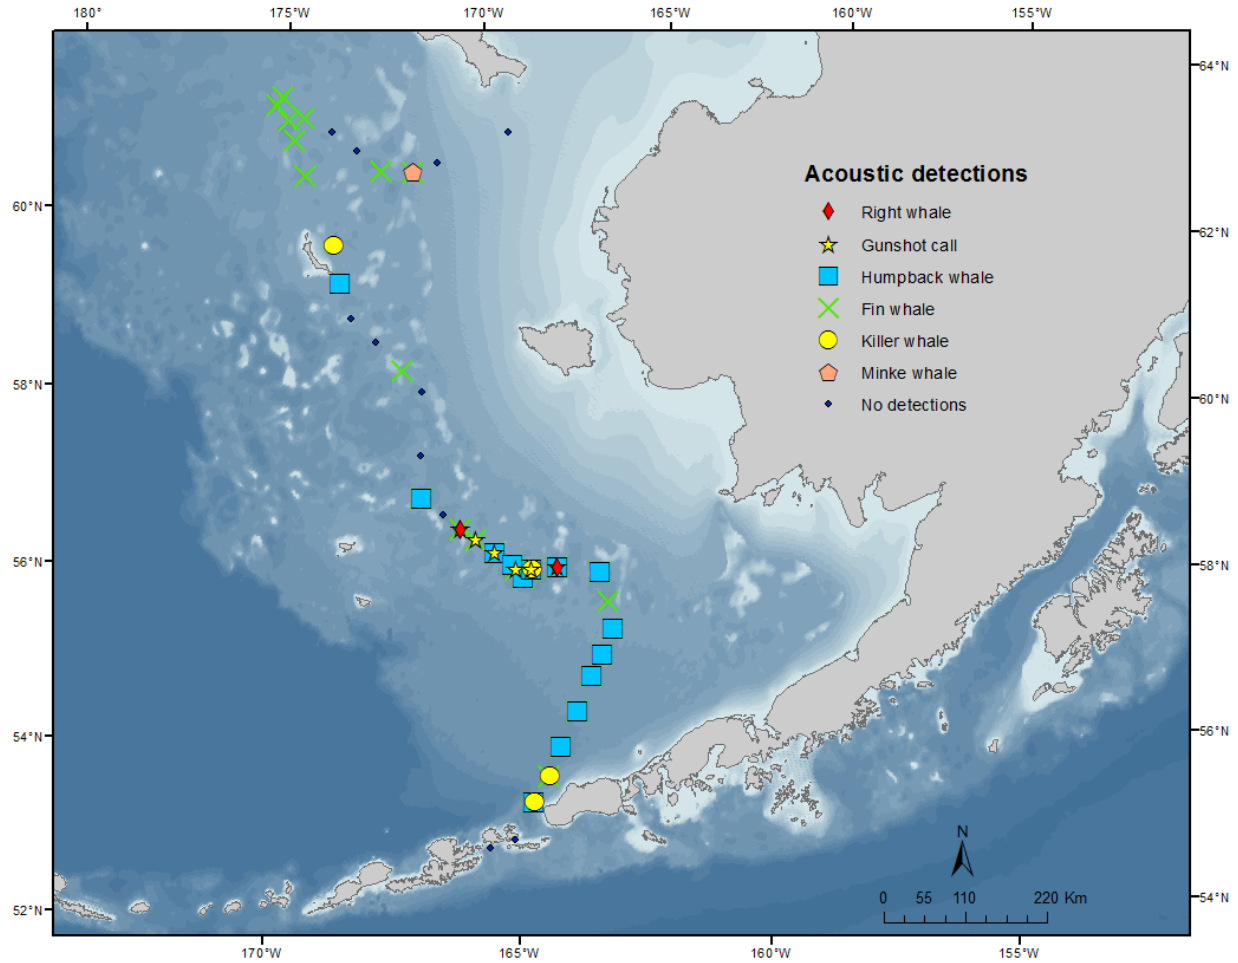 180°
175°W
170°W
165°W
160°W
155°W
64°N
60°N
62°N
58°N
60°N
56°N
58°N
54°N
56°N
52°N
54°N
Acoustic detections
Right whale
Gunshot call
Humpback whale
Fin whale
Killer whale
Minke whale
No detections
N
0 55 110 220 Km
170°W
165°W
160°W
155°W